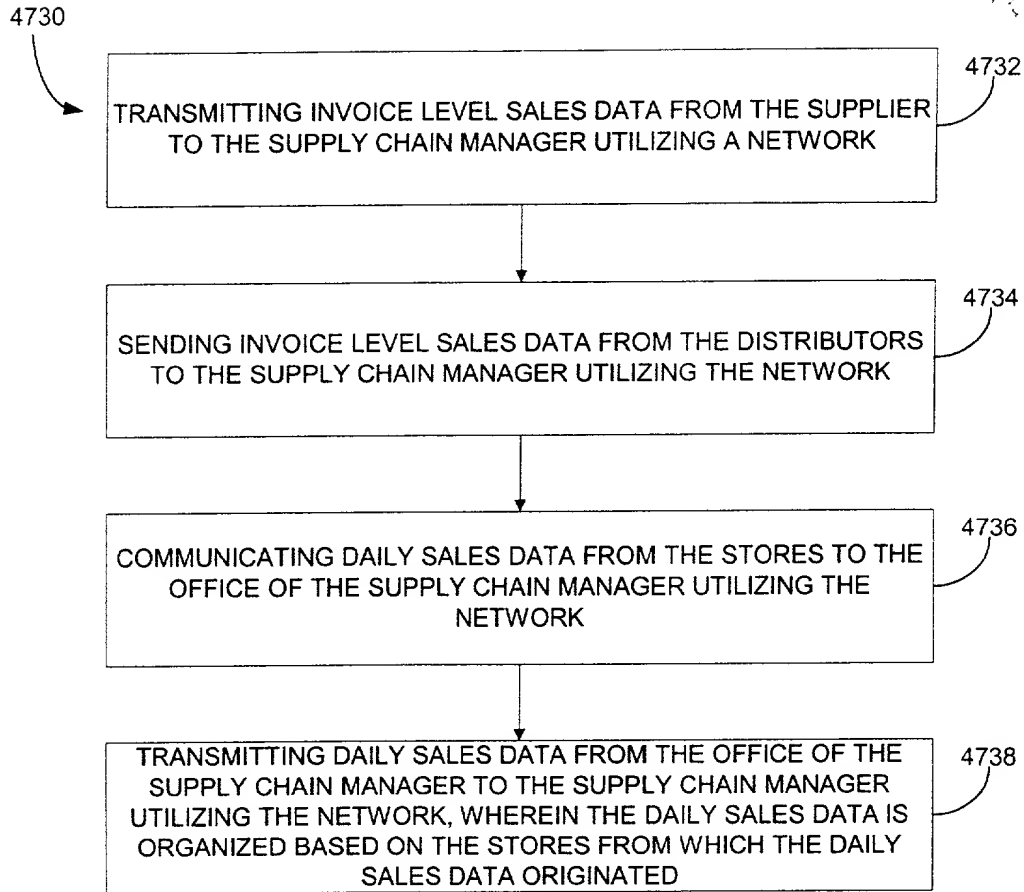 4730
4732
TRANSMITTING INVOICE LEVEL SALES DATA FROM THE SUPPLIER
TO THE SUPPLY CHAIN MANAGER UTILIZING A NETWORK
4734
SENDING INVOICE LEVEL SALES DATA FROM THE DISTRIBUTORS
TO THE SUPPLY CHAIN MANAGER UTILIZING THE NETWORK
4736
COMMUNICATING DAILY SALES DATA FROM THE STORES TO THE
OFFICE OF THE SUPPLY CHAIN MANAGER UTILIZING THE
NETWORK
4738
TRANSMITTING DAILY SALES DATA FROM THE OFFICE OF THE
SUPPLY CHAIN MANAGER TO THE SUPPLY CHAIN MANAGER
UTILIZING THE NETWORK, WHEREIN THE DAILY SALES DATA IS
ORGANIZED BASED ON THE STORES FROM WHICH THE DAILY
SALES DATA ORIGINATED